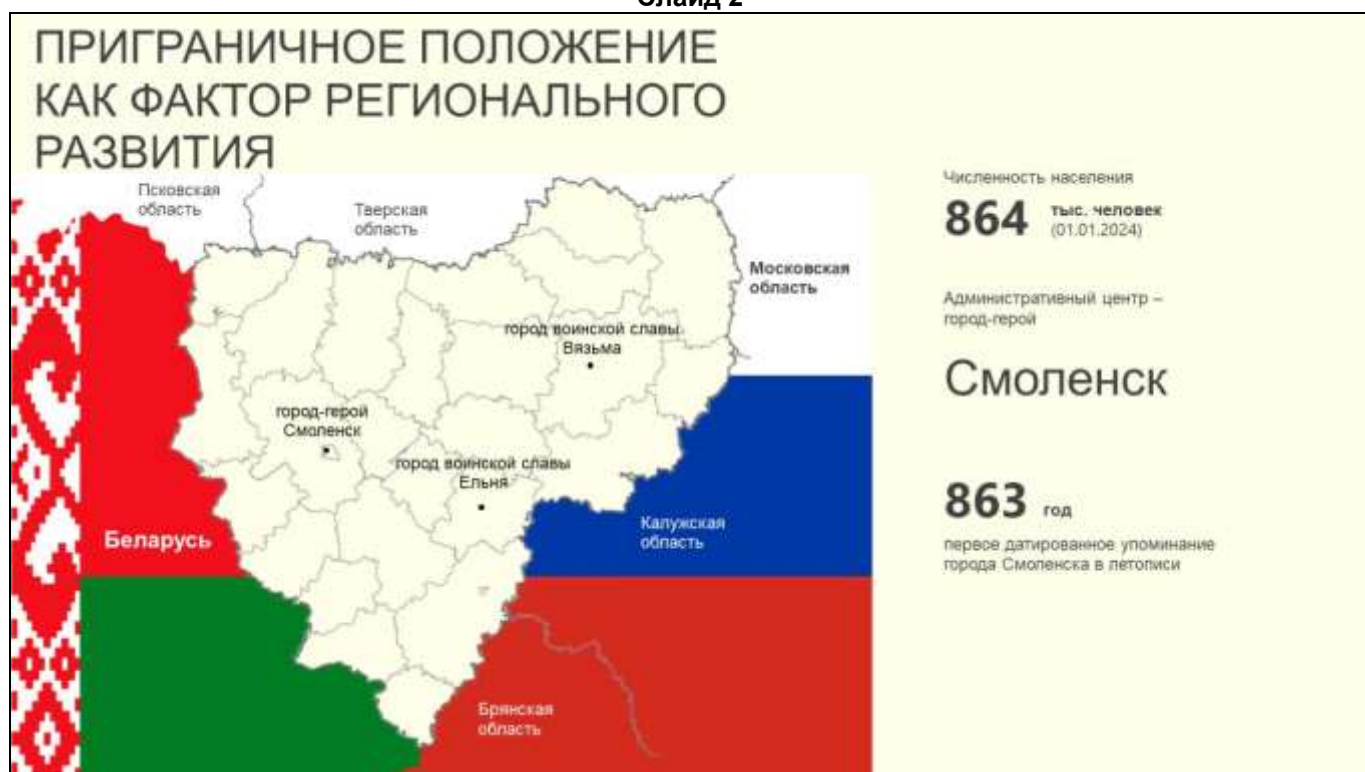 Слайд 2
ПРИГРАНИЧНОЕ ПОЛОЖЕНИЕ
КАК ФАКТОР РЕГИОНАЛЬНОГО
РАЗВИТИЯ
Псковская
область
Тверская
область
Московская
область
город воинской славы
Вязьма
город-герой
Смоленск
город воинской славы
Ельня
Беларусь
Калужская
область
Брянская
область
Численность населения
864 тыс. человек
(01.01.2024)
Административный центр –
город-герой
Смоленск
863 год
первое датированное упоминание
города Смоленска в летописи